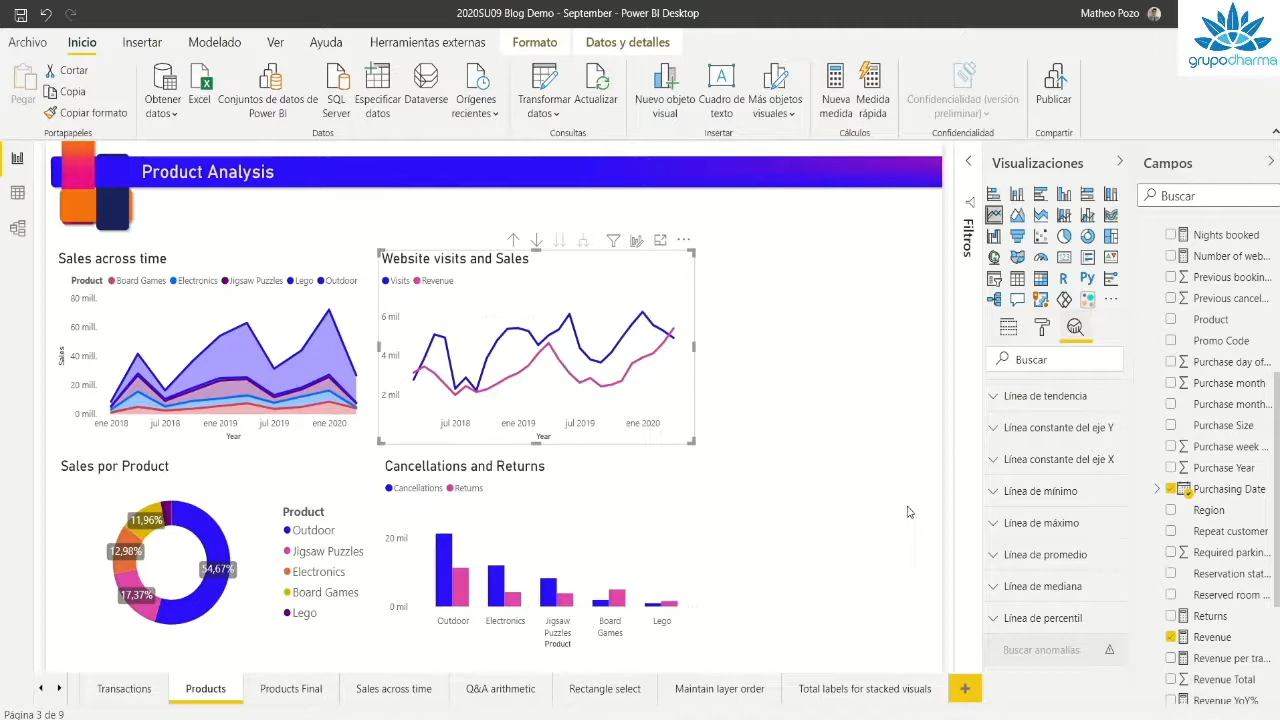 2020SU09 Blog Demo - September - Power BI Desktop
Matheo Pozo
grupodharma
Archivo Inicio Insertar Modelado Ver Ayuda Herramientas externas Formato Datos y detalles
Pegar
Cortar
Copia
Copiar formato
Portapapeles
Obtener datos
Excel
Conjuntos de datos de Power BI
SQL Server
Especificar datos
Dataverse
Orígenes recientes
Datos
Transformar datos
Actualizar
Consultas
Nuevo objeto visual
Cuadro de texto
Más objetos visuales
Insertar
Nueva medida
Medida rápida
Cálculos
Confidencialidad (versión preliminar)
Confidencialidad
Publicar
Compartir
Product Analysis
Sales across time
Product Board Games Electronics Jigsaw Puzzles Lego Outdoor
80 mill.
60 mill.
40 mill.
20 mill.
0 mill.
Sales
ene 2018 jul 2018 ene 2019 jul 2019 ene 2020
Year
Website visits and Sales
Visits Revenue
6 mil
4 mil
2 mil
jul 2018 ene 2019 jul 2019 ene 2020
Year
Sales por Product
11,96%
12,98%
54,67%
17,37%
Product
Outdoor
Jigsaw Puzzles
Electronics
Board Games
Lego
Cancellations and Returns
Cancellations Returns
20 mil
0 mil
Outdoor Electronics Jigsaw Puzzles Board Games Lego
Product
Filtros
Visualizaciones
R Py
Buscar
Línea de tendencia
Línea constante del eje Y
Línea constante del eje X
Línea de mínimo
Línea de máximo
Línea de promedio
Línea de mediana
Línea de percentil
Buscar anomalías
Campos
Buscar
Nights booked
Number of web...
Previous bookin...
Previous cancel...
Product
Promo Code
Purchase day of...
Purchase month
Purchase month...
Purchase Size
Purchase week ...
Purchase Year
Purchasing Date
Region
Repeat customer
Required parkin...
Reservation stat...
Reserved room ...
Returns
Revenue
Revenue per tra...
Revenue Total
Revenue YoY%
Transactions Products Products Final Sales across time Q&A arithmetic Rectangle select Maintain layer order Total labels for stacked visuals
Página 3 de 9